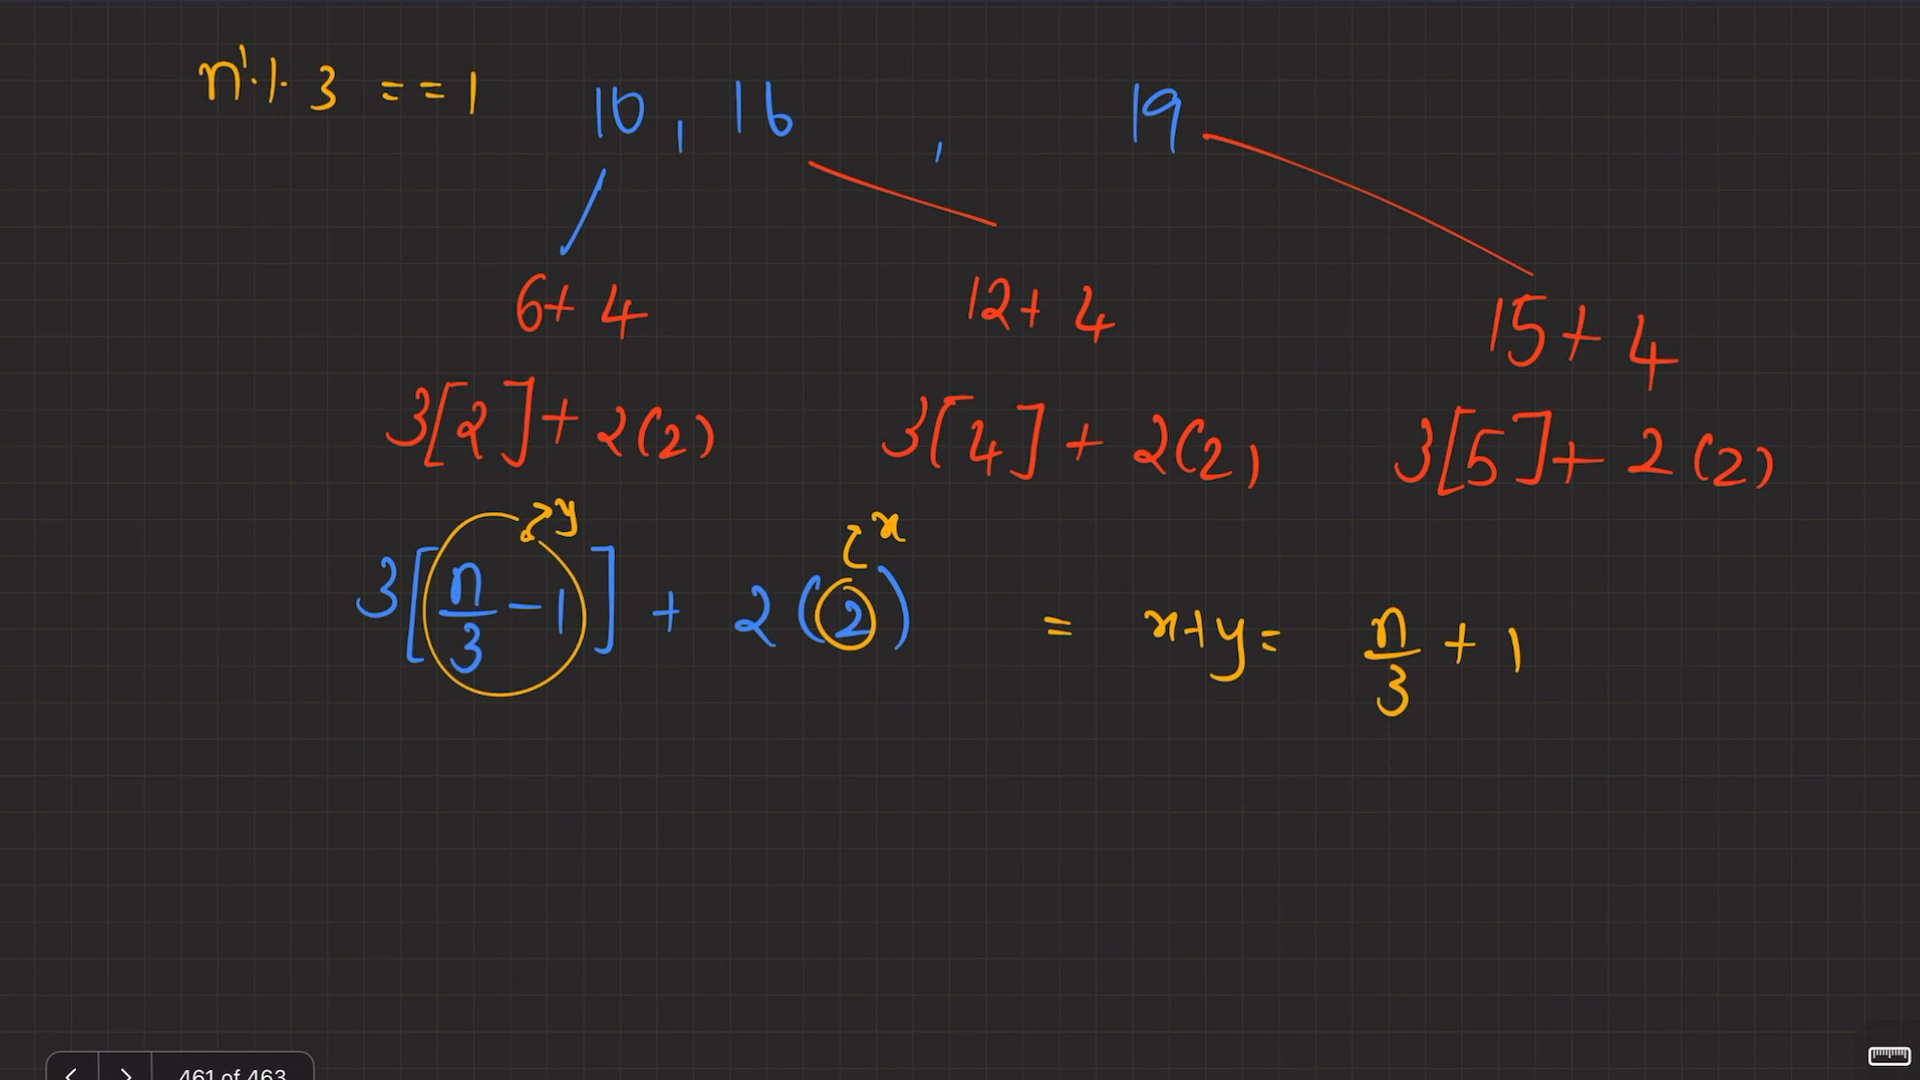 n % 3 == 1
10, 16, 19
6+4 12+4 15+4
3[2]+2(2) 3[4]+2(2) 3[5]+2(2)
y x
3[n/3 - 1] + 2(2) = x+y = n/3 + 1
461 of 463